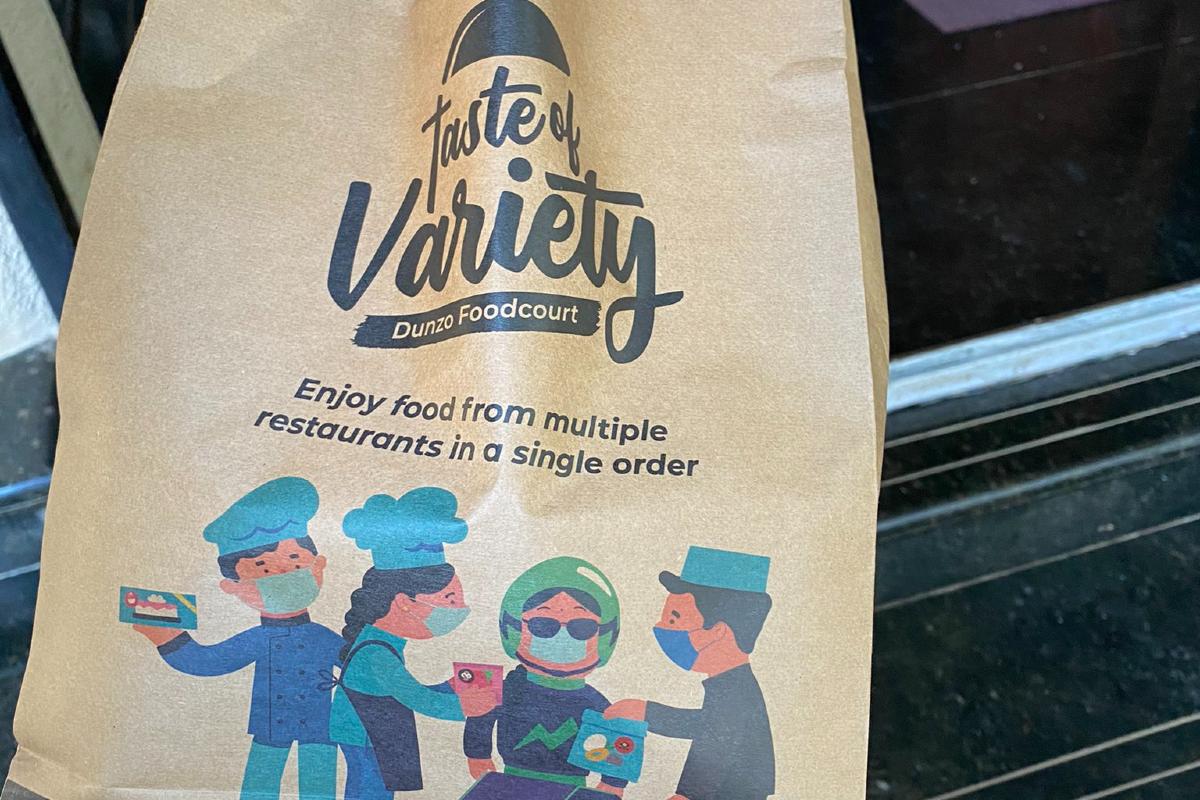 Taste of
Variety
Dunzo Foodcourt
Enjoy food from multiple
restaurants in a single order